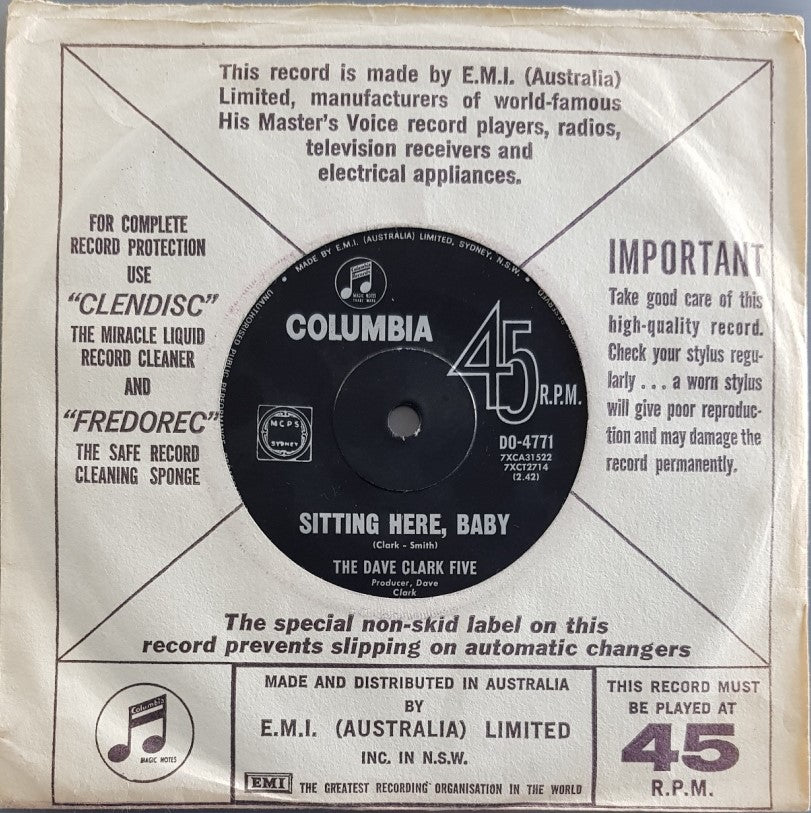 This record is made by E.M.I. (Australia)
Limited, manufacturers of world-famous
His Master's Voice record players, radios,
television receivers and
electrical appliances.
FOR COMPLETE
RECORD PROTECTION
USE
"CLENDISC"
THE MIRACLE LIQUID
RECORD CLEANER
AND
"FREDOREC"
THE SAFE RECORD
CLEANING SPONGE
MADE BY E.M.I. (AUSTRALIA) LIMITED, SYDNEY, N.S.W.
UNAUTHORISED PUBLIC
Columbia
Records
MAGIC NOTES
TRADE MARK
COLUMBIA
45
R.P.M.
MCPS
SYDNEY
DO-4771
7XCA31522
7XCT2714
(2.42)
SITTING HERE, BABY
(Clark - Smith)
THE DAVE CLARK FIVE
Producer, Dave
Clark
IMPORTANT
Take good care of this
high-quality record.
Check your stylus regu-
larly ... a worn stylus
will give poor reproduc-
tion and may damage the
record permanently.
The special non-skid label on this
record prevents slipping on automatic changers
Columbia
MAGIC NOTES
MADE AND DISTRIBUTED IN AUSTRALIA
BY
E.M.I. (AUSTRALIA) LIMITED
INC. IN N.S.W.
EMI THE GREATEST RECORDING ORGANISATION IN THE WORLD
THIS RECORD MUST
BE PLAYED AT
45
R.P.M.